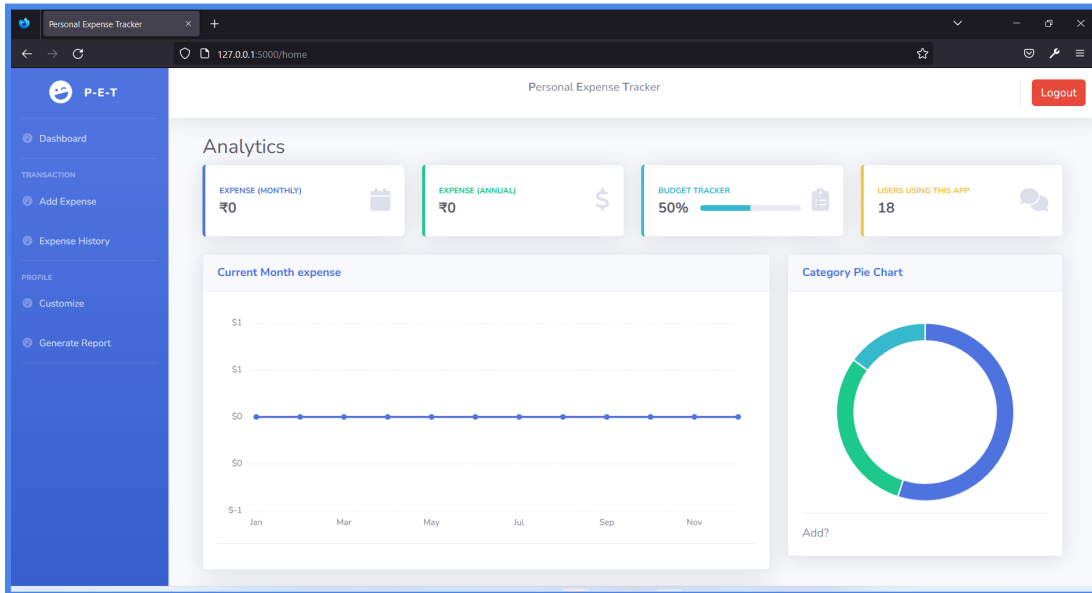 Personal Expense Tracker
127.0.0.1:5000/home
P-E-T
Personal Expense Tracker
Logout
Dashboard
TRANSACTION
Add Expense
Expense History
PROFILE
Customize
Generate Report
Analytics
EXPENSE (MONTHLY)
₹0
EXPENSE (ANNUAL)
₹0
BUDGET TRACKER
50%
USERS USING THIS APP
18
Current Month expense
$1
$1
$0
$0
$-1
Jan Mar May Jul Sep Nov
Category Pie Chart
Add?